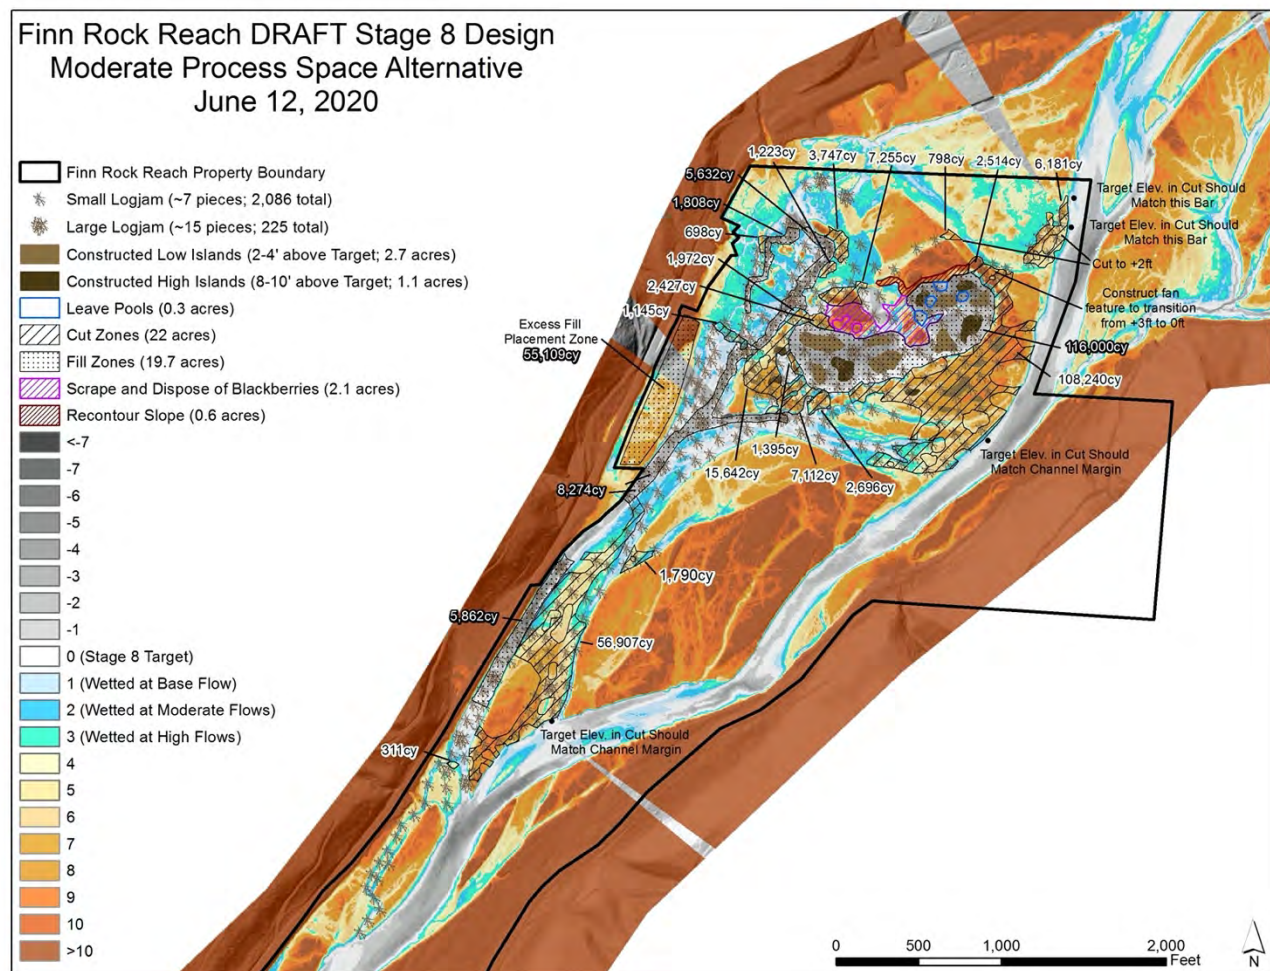 Finn Rock Reach DRAFT Stage 8 Design
Moderate Process Space Alternative
June 12, 2020
Finn Rock Reach Property Boundary
Small Logjam (~7 pieces; 2,086 total)
Large Logjam (~15 pieces; 225 total)
Constructed Low Islands (2-4' above Target; 2.7 acres)
Constructed High Islands (8-10' above Target; 1.1 acres)
Leave Pools (0.3 acres)
Cut Zones (22 acres)
Fill Zones (19.7 acres)
Scrape and Dispose of Blackberries (2.1 acres)
Recontour Slope (0.6 acres)
<-7
-7
-6
-5
-4
-3
-2
-1
0 (Stage 8 Target)
1 (Wetted at Base Flow)
2 (Wetted at Moderate Flows)
3 (Wetted at High Flows)
4
5
6
7
8
9
10
>10
1,223cy
3,747cy
7,255cy
798cy
2,514cy
6,181cy
5,632cy
1,808cy
698cy
1,972cy
2,427cy
1,145cy
Excess Fill
Placement Zone
55,109cy
Target Elev. in Cut Should
Match this Bar
Target Elev. in Cut Should
Match this Bar
Cut to +2ft
Construct fan
feature to transition
from +3ft to 0ft
116,000cy
108,240cy
Target Elev. in Cut Should
Match Channel Margin
1,395cy
15,642cy
7,112cy
2,696cy
8,274cy
1,790cy
5,862cy
56,907cy
311cy
Target Elev. in Cut Should
Match Channel Margin
0
500
1,000
2,000
Feet
N